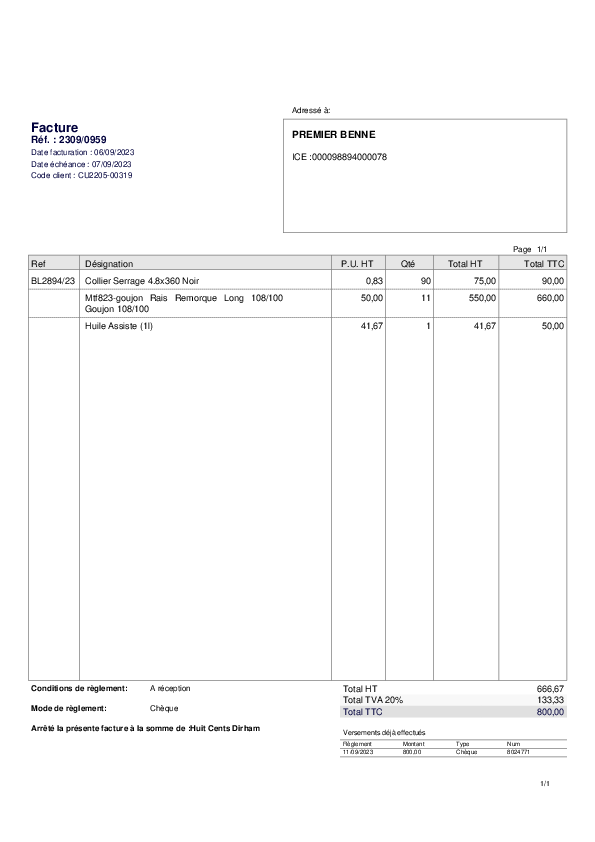 Adressé à:
Facture
Réf. : 2309/0959
Date facturation : 06/09/2023
Date échéance : 07/09/2023
Code client : CU2205-00319
PREMIER BENNE
ICE :000098894000078
Page 1/1
Ref Désignation P.U. HT Qté Total HT Total TTC
BL2894/23 Collier Serrage 4.8x360 Noir 0,83 90 75,00 90,00
Mtf823-goujon Rais Remorque Long 108/100 50,00 11 550,00 660,00
Goujon 108/100
Huile Assiste (1l) 41,67 1 41,67 50,00
Conditions de règlement: A réception
Mode de règlement: Chèque
Arrêté la présente facture à la somme de :Huit Cents Dirham
Total HT 666,67
Total TVA 20% 133,33
Total TTC 800,00
Versements déjà effectués
Règlement Montant Type Num
11/09/2023 800,00 Chèque 8024771
1/1